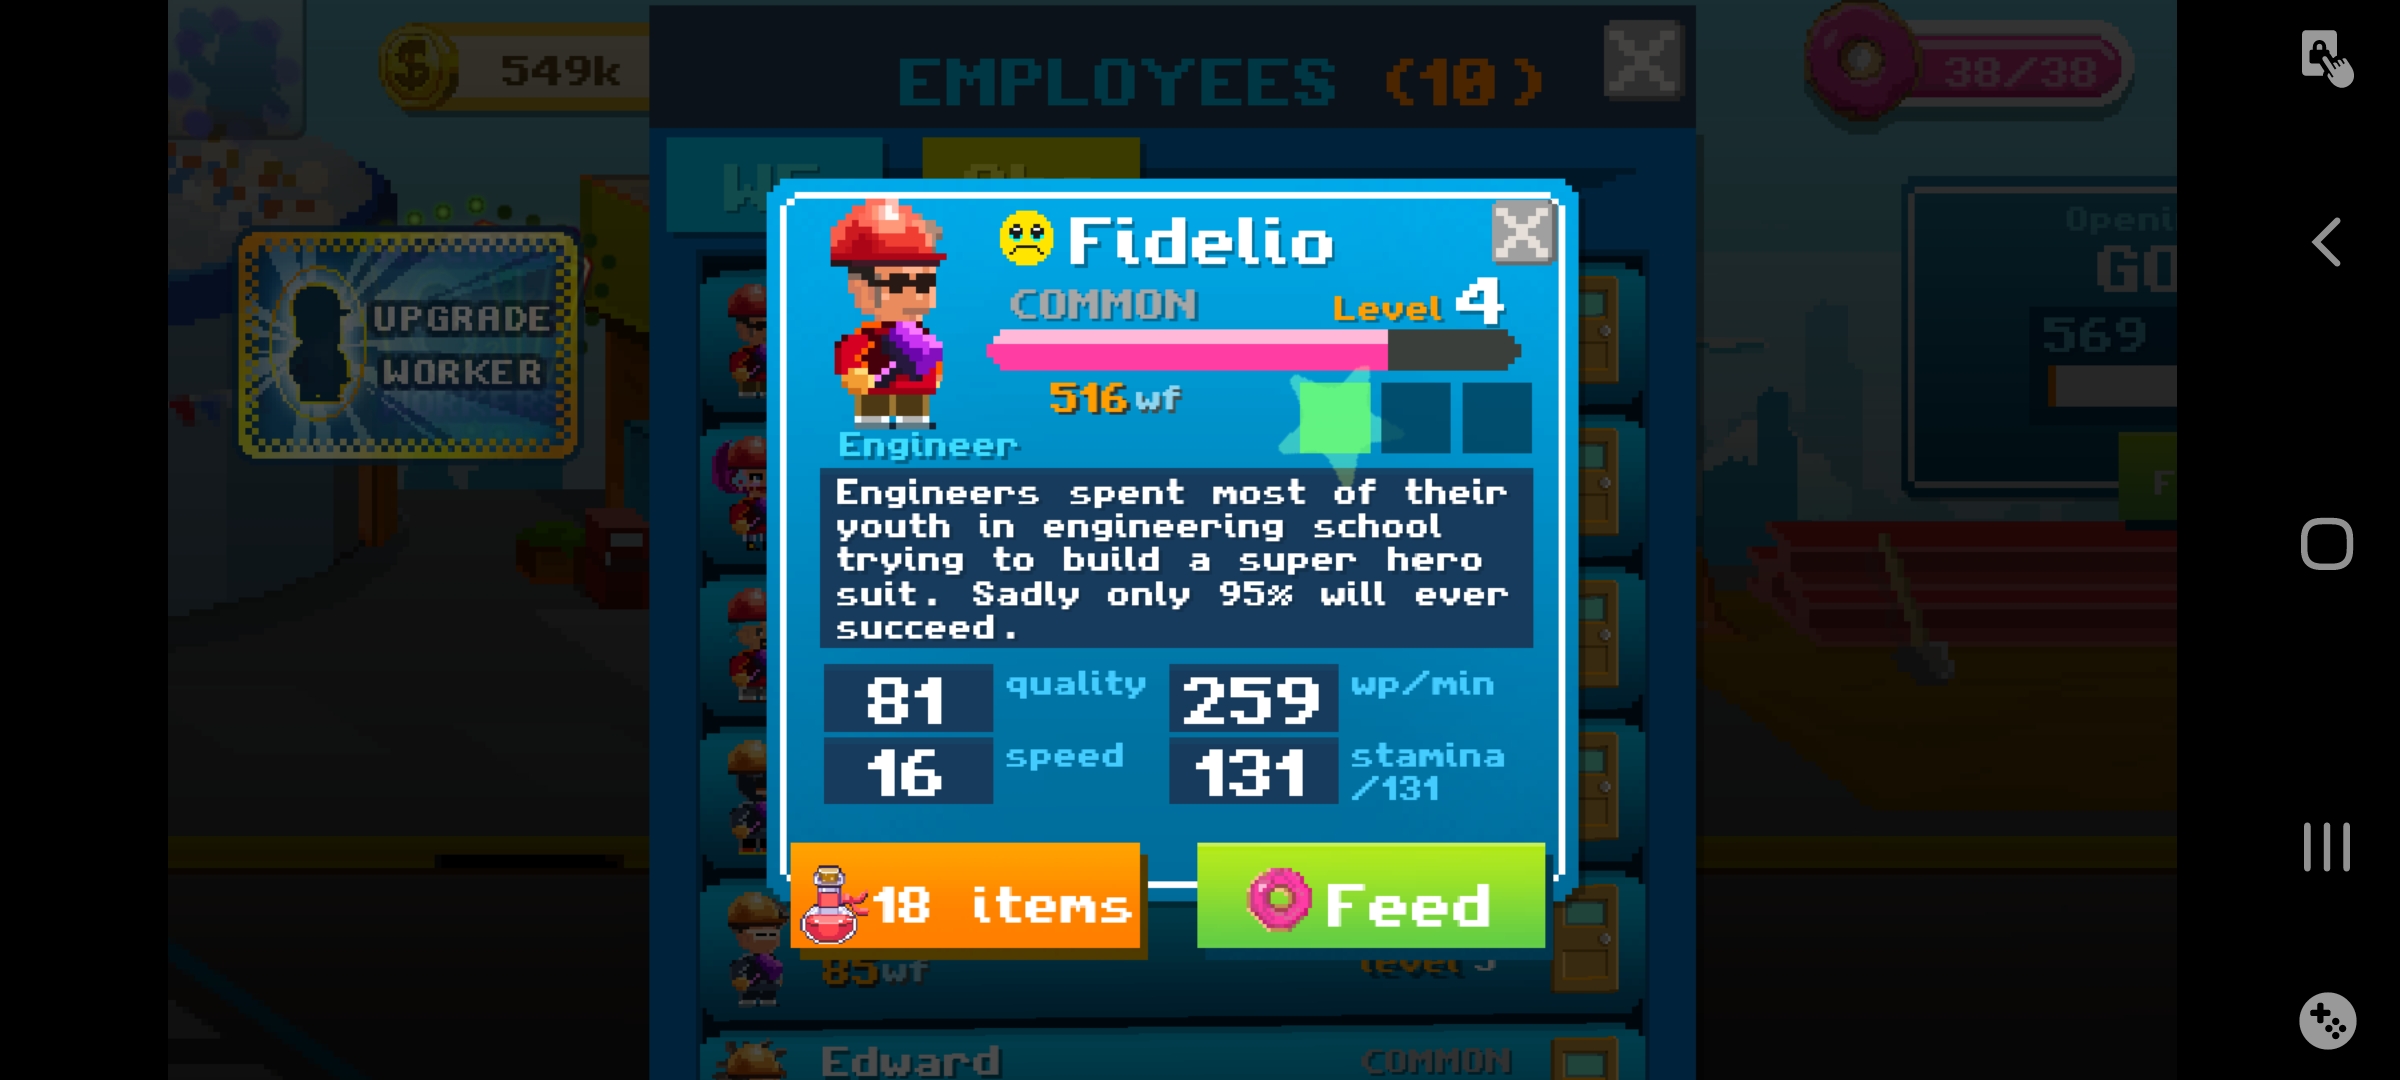 549k
EMPLOYEES (10)
38/38
UPGRADE
WORKER
Fidelio
COMMON
Level 4
516 wf
Engineer
Engineers spent most of their
youth in engineering school
trying to build a super hero
suit. Sadly only 95% will ever
succeed.
81 quality
259 wp/min
16 speed
131 stamina
/131
18 items
Feed
569
85wf
Edward
COMMON